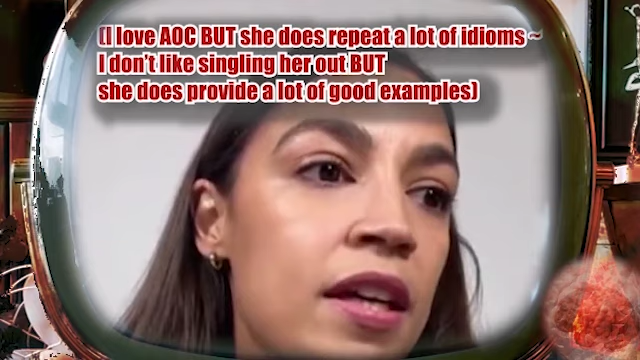 (I love AOC BUT she does repeat a lot of idioms ~
I don't like singling her out BUT
she does provide a lot of good examples)